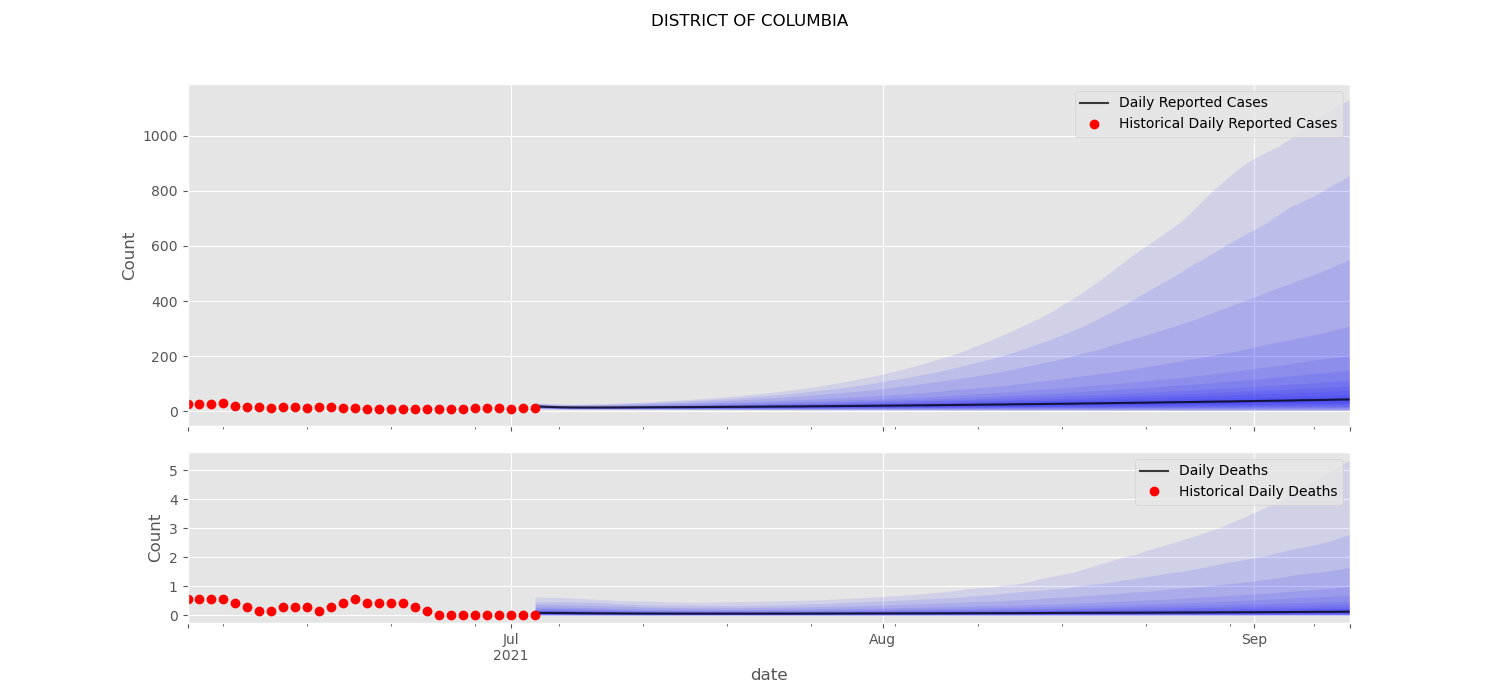 DISTRICT OF COLUMBIA
Daily Reported Cases
Historical Daily Reported Cases
1000
800
600
400
200
0
Count
Daily Deaths
Historical Daily Deaths
5
4
3
2
1
0
Count
Jul
2021
Aug
Sep
date